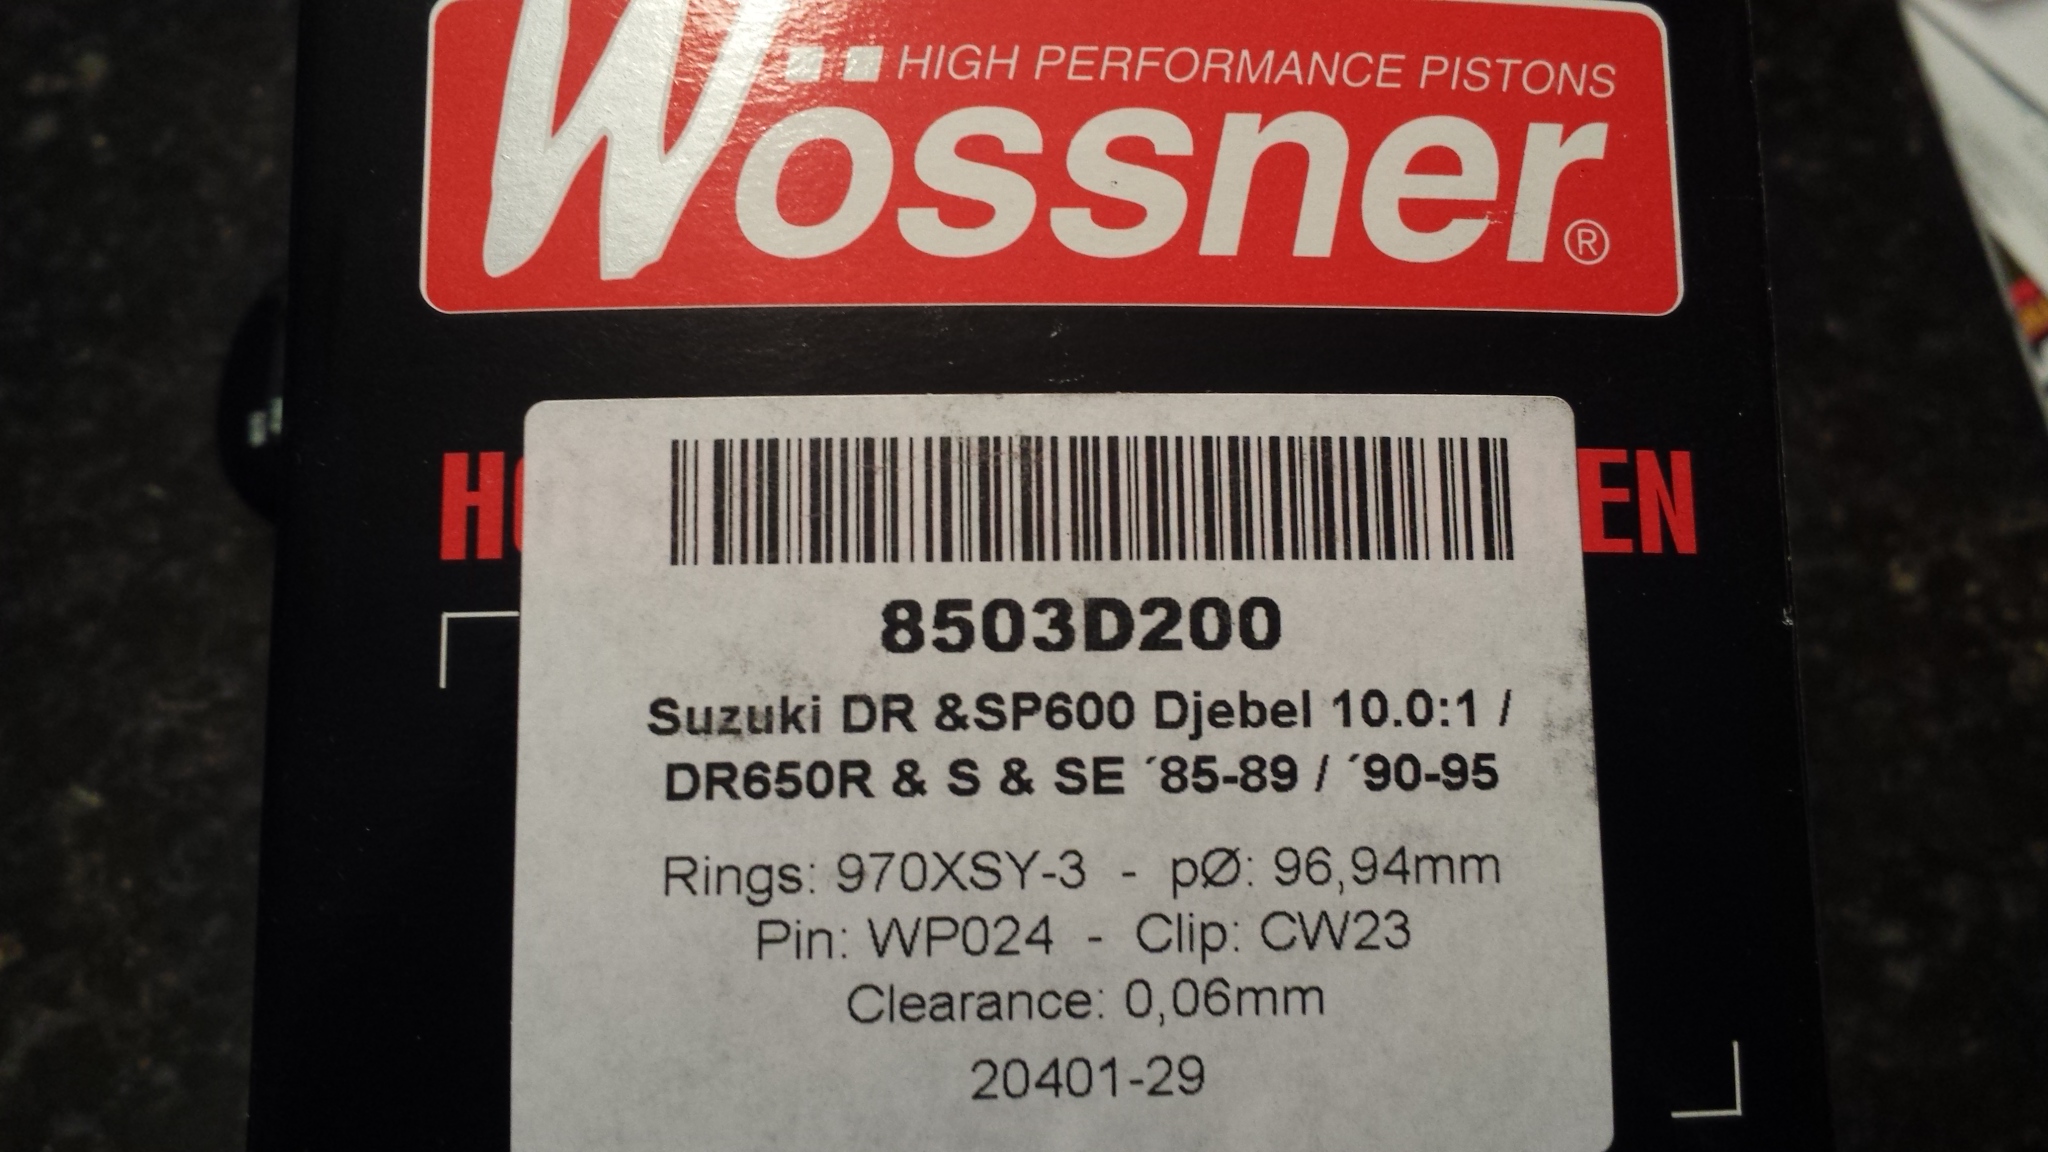 HIGH PERFORMANCE PISTONS
Wössner®
8503D200
Suzuki DR &SP600 Djebel 10.0:1 /
DR650R & S & SE ´85-89 / ´90-95
Rings: 970XSY-3 - pØ: 96,94mm
Pin: WP024 - Clip: CW23
Clearance: 0,06mm
20401-29